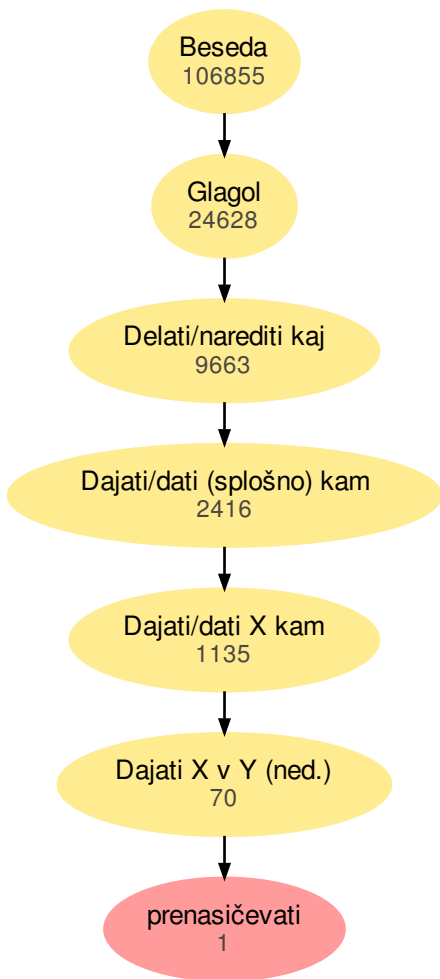 Beseda
106855
Glagol
24628
Delati/narediti kaj
9663
Dajati/dati (splošno) kam
2416
Dajati/dati X kam
1135
Dajati X v Y (ned.)
70
prenasičevati
1